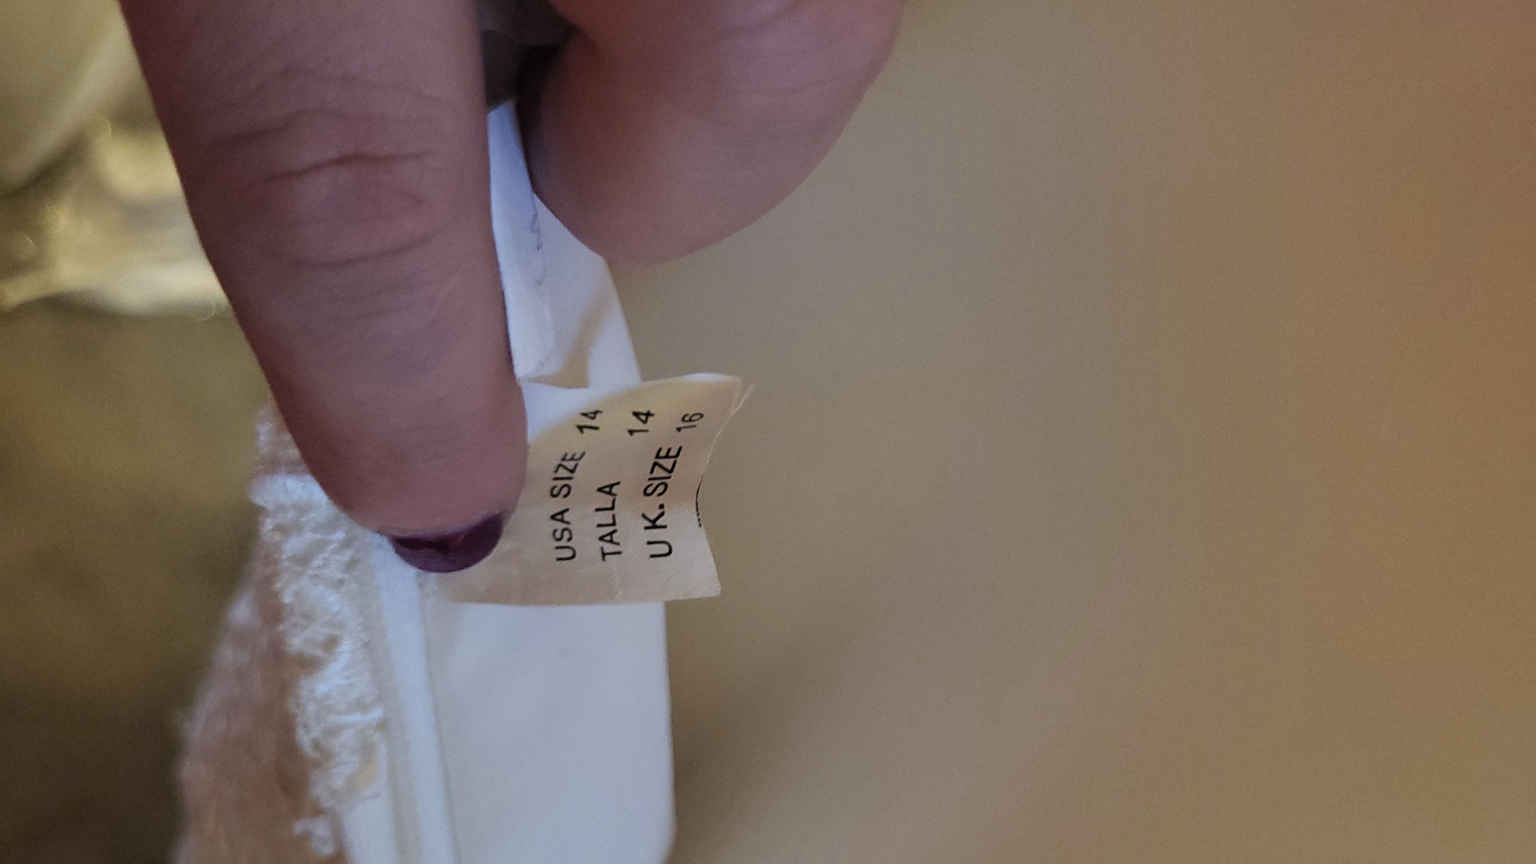 USA SIZE 14
TALLA 14
U K. SIZE 16